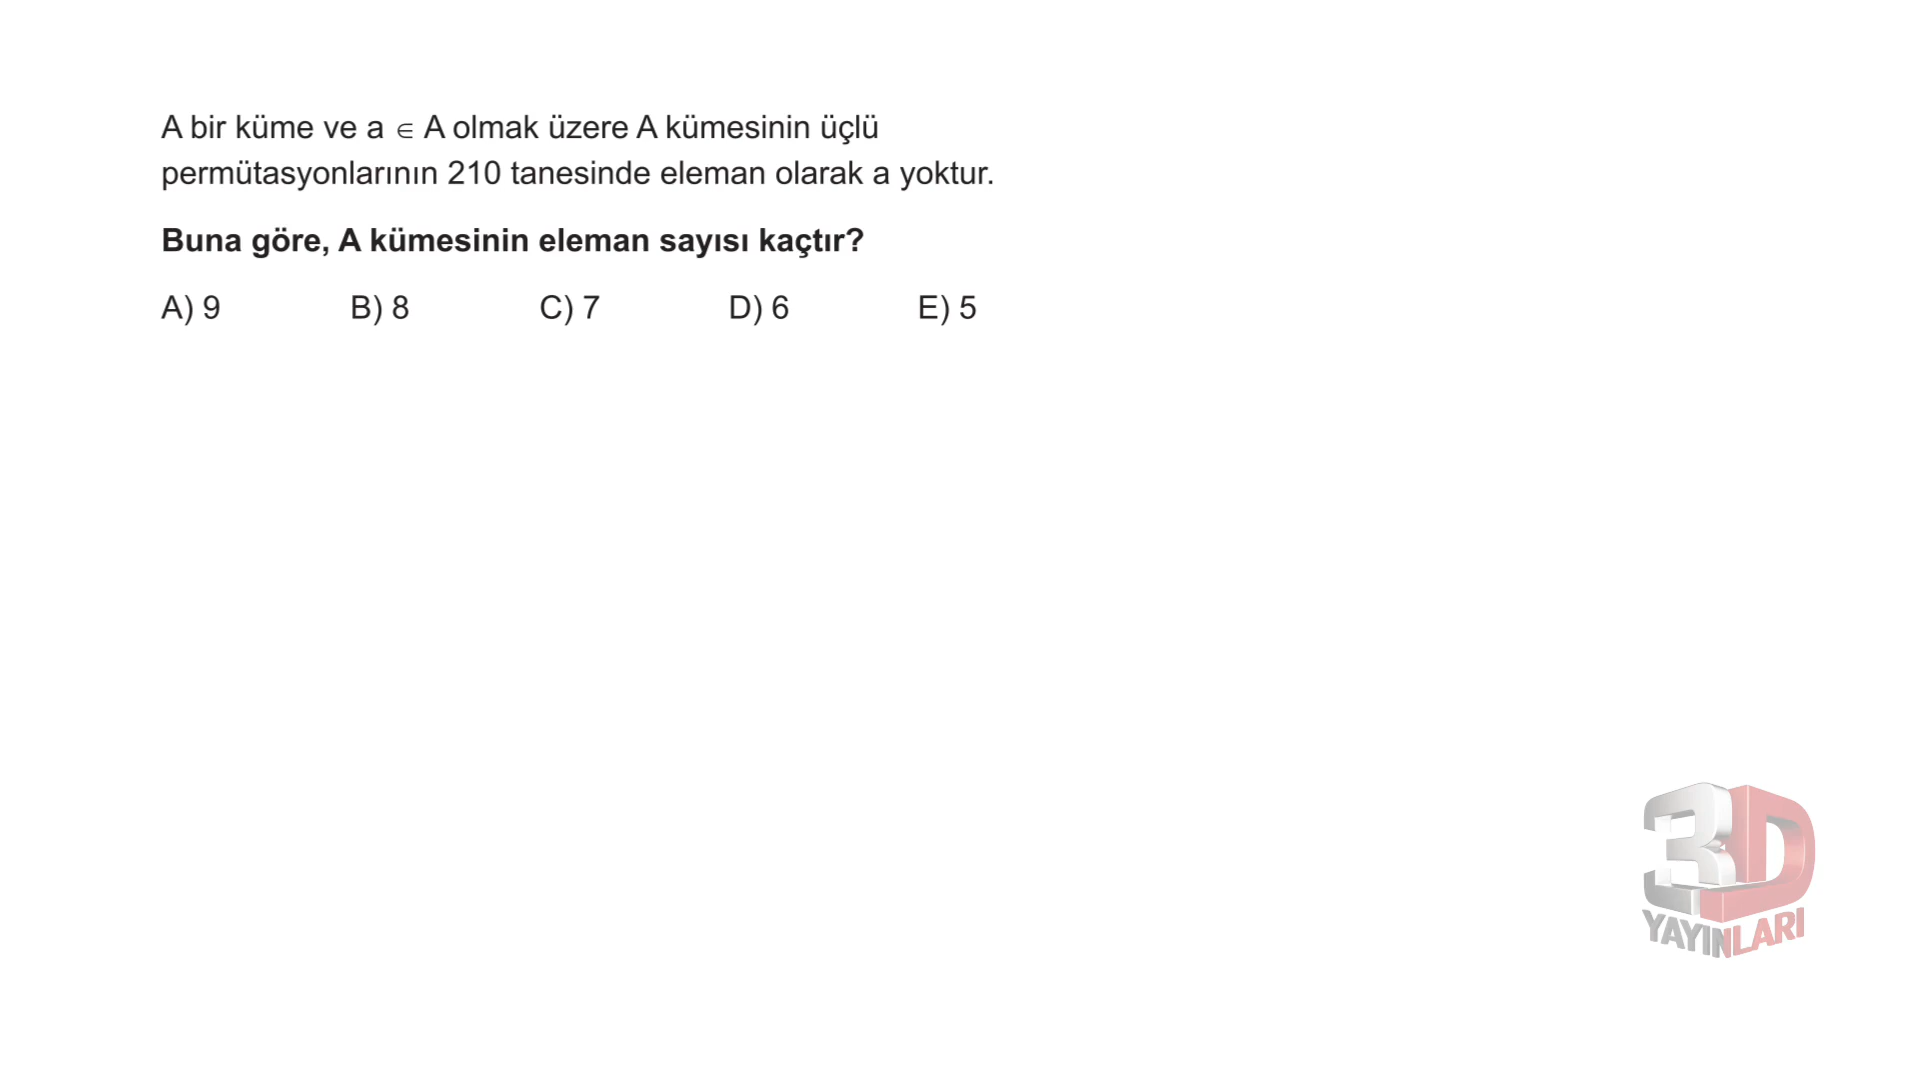 A bir küme ve a ∈ A olmak üzere A kümesinin üçlü
permütasyonlarının 210 tanesinde eleman olarak a yoktur.
Buna göre, A kümesinin eleman sayısı kaçtır?
A) 9 B) 8 C) 7 D) 6 E) 5
3D
YAYINLARI